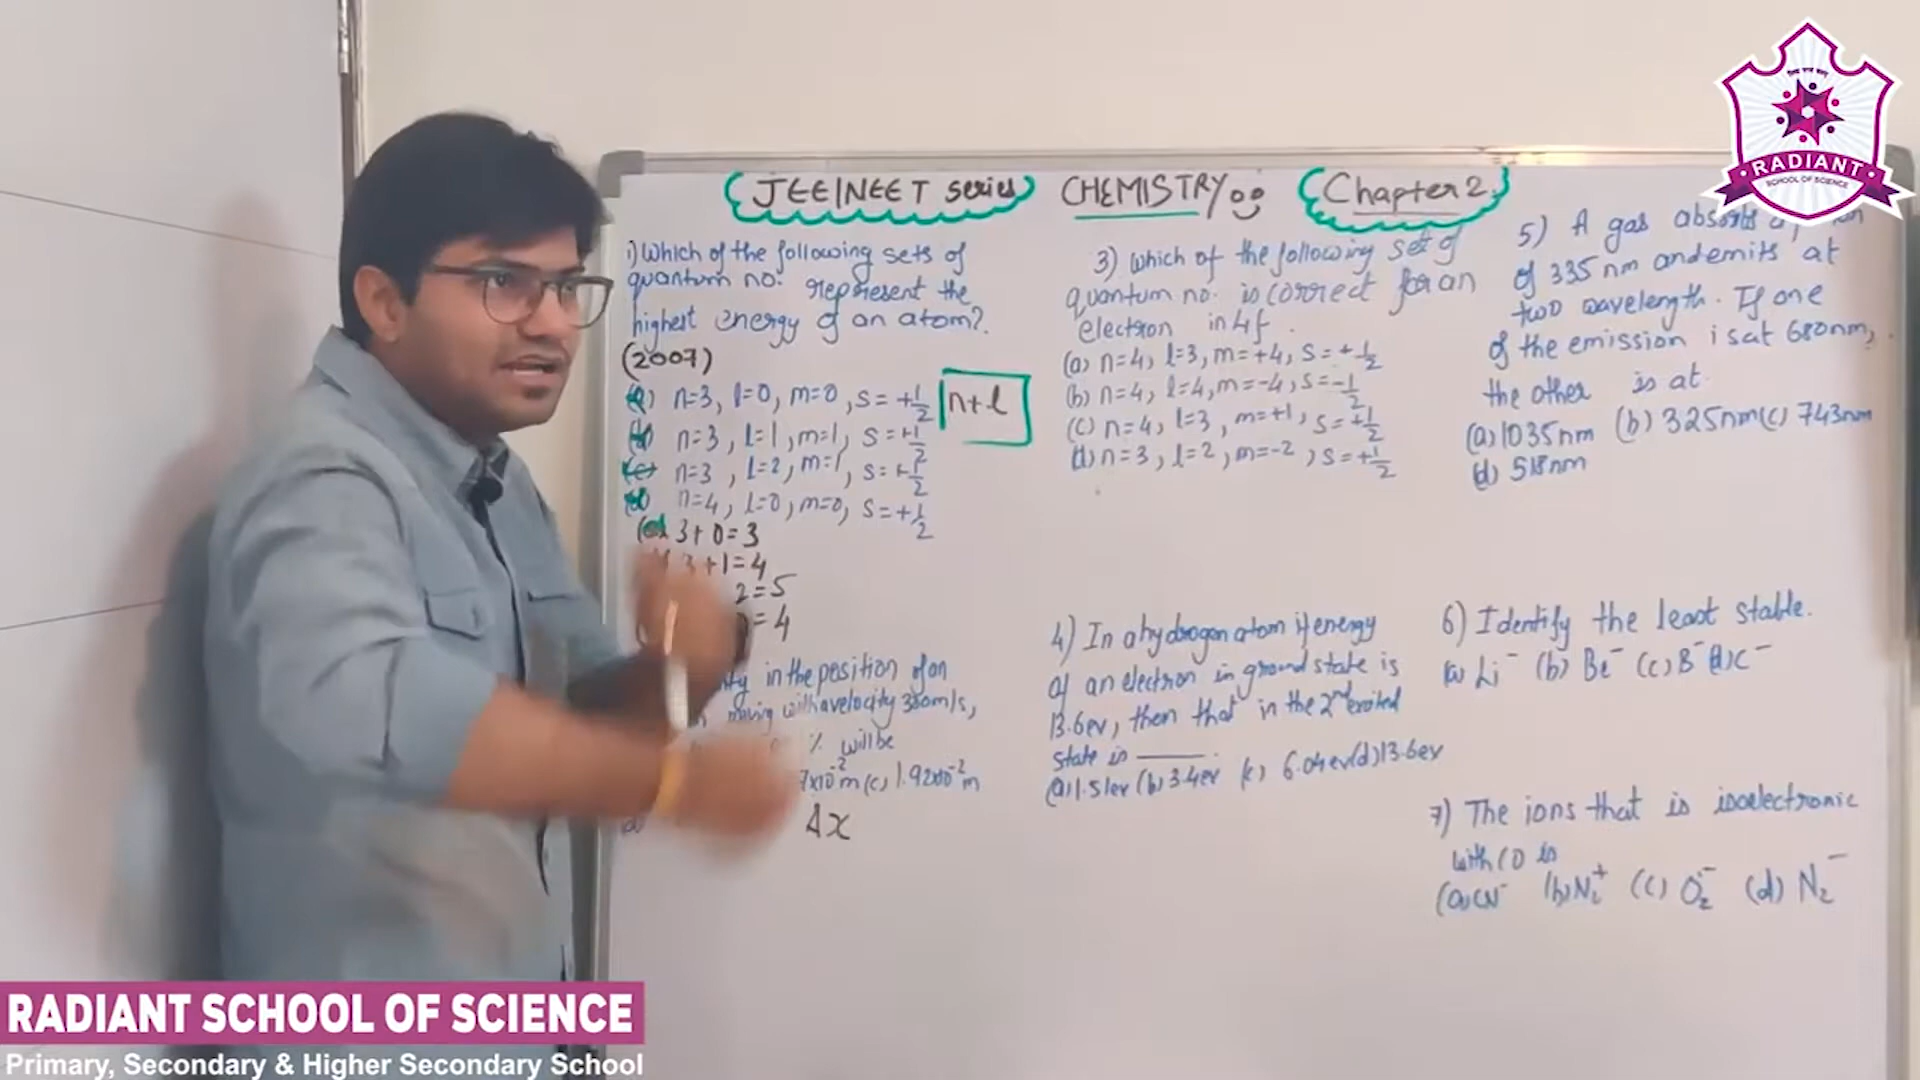 JEE/NEET series CHEMISTRY Chapter 2
1) Which of the following sets of
quantum no. represent the
highest energy of an atom?
(2007)
(a) n=3, l=0, m=0, s=+1/2
(b) n=3, l=1, m=1, s=+1/2
(c) n=3, l=2, m=1, s=+1/2
(d) n=4, l=0, m=0, s=+1/2
n+l
(a) 3+0=3
3+1=4
2=5
=4
in the position of an
moving with a velocity 300m/s,
% will be
7x10-2m (c) 1.92x10-2m
Δx
3) Which of the following set of
quantum no. is correct for an
electron in 4f.
(a) n=4, l=3, m=+4, s=+1/2
(b) n=4, l=4, m=-4, s=-1/2
(c) n=4, l=3, m=+1, s=+1/2
(d) n=3, l=2, m=-2, s=+1/2
4) In a hydrogen atom if energy
of an electron in ground state is
13.6ev, then that in the 2nd excited
state is
(a) 1.51ev (b) 3.4ev (c) 6.04ev (d) 13.6ev
5) A gas absorbs
of 335nm and emits at
two wavelength. If one
of the emission is at 680nm,
the other is at
(a) 1035nm (b) 325nm (c) 743nm
(d) 518nm
6) Identify the least stable.
(a) Li⁻ (b) Be⁻ (c) B⁻ (d) C⁻
7) The ions that is isoelectronic
with CO is
(a) CN⁻ (b) N₂⁺ (c) O₂⁻ (d) N₂⁻
RADIANT
SCHOOL OF SCIENCE
RADIANT SCHOOL OF SCIENCE
Primary, Secondary & Higher Secondary School